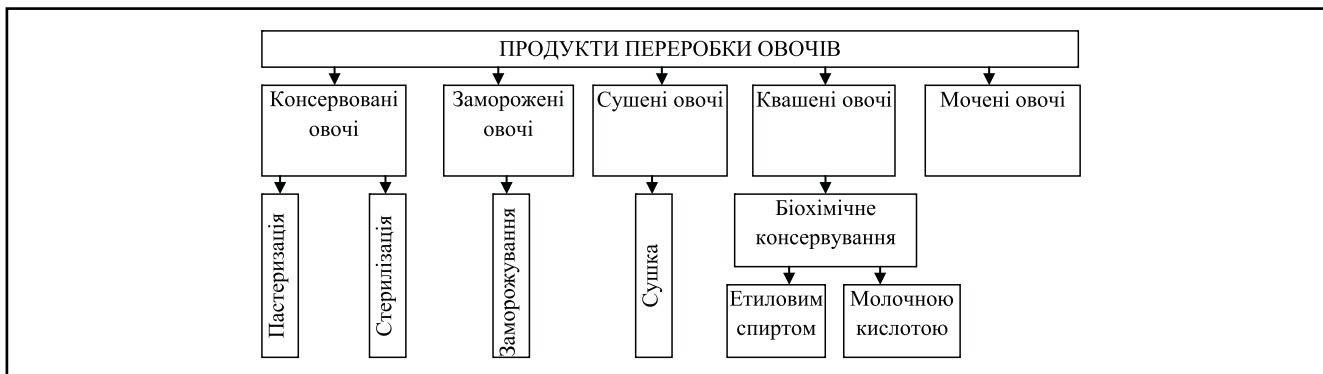 ПРОДУКТИ ПЕРЕРОБКИ ОВОЧІВ
Консервовані
овочі
Заморожені
овочі
Сушені овочі
Квашені овочі
Мочені овочі
Пастеризація
Стерилізація
Заморожування
Сушка
Біохімічне
консервування
Етиловим
спиртом
Молочною
кислотою